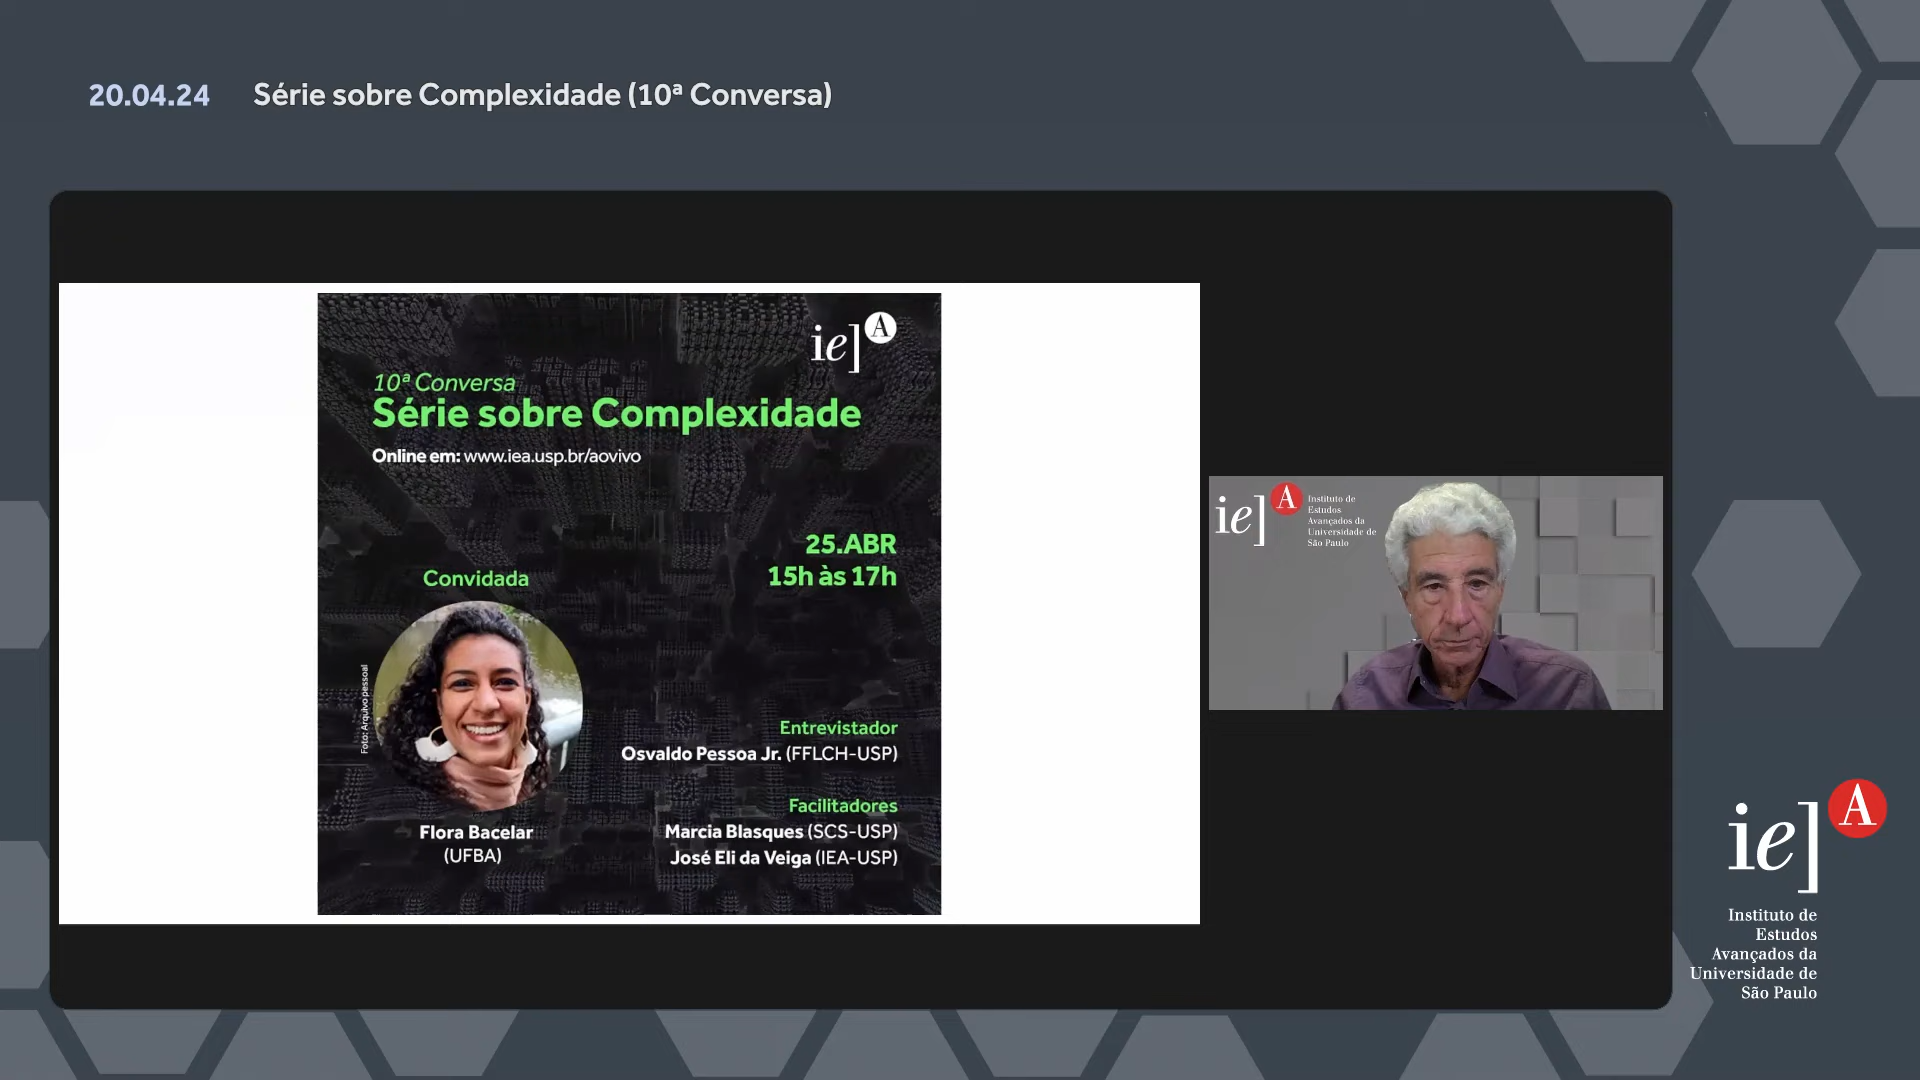 20.04.24 Série sobre Complexidade (10ª Conversa)
ie] A
10ª Conversa
Série sobre Complexidade
Online em: www.iea.usp.br/aovivo
25.ABR
15h às 17h
Convidada
Foto: Arquivo pessoal
Flora Bacelar
(UFBA)
Entrevistador
Osvaldo Pessoa Jr. (FFLCH-USP)
Facilitadores
Marcia Blasques (SCS-USP)
José Eli da Veiga (IEA-USP)
ie] A
Instituto de
Estudos
Avançados da
Universidade de
São Paulo
ie] A
Instituto de
Estudos
Avançados da
Universidade de
São Paulo